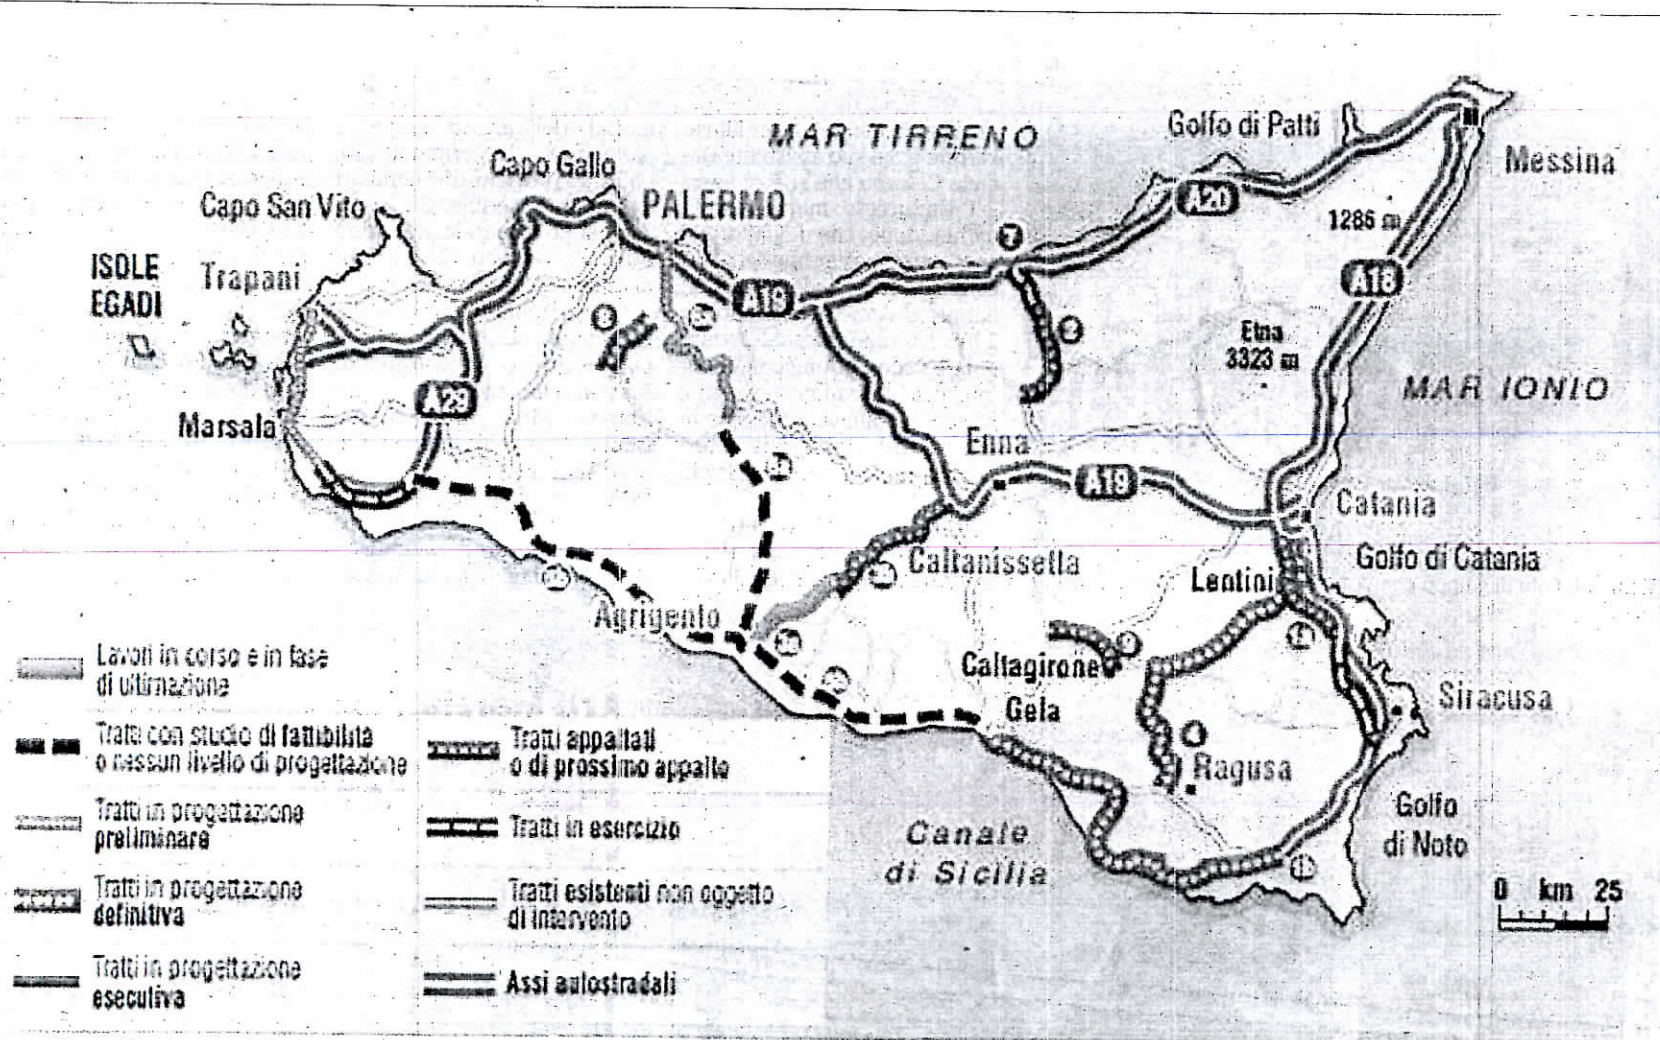 MAR TIRRENO
Golfo di Patti
Messina
Capo Gallo
Capo San Vito
PALERMO
A20
1286 m
ISOLE
EGADI
Trapani
7
A18
A19
2
Etna
3323 m
MAR IONIO
A29
Marsala
Enna
A19
Catania
Caltanissetta
Golfo di Catania
Lentini
Agrigento
Caltagirone
Gela
Siracusa
4
Ragusa
Golfo
di Noto
Canale
di Sicilia
0 km 25
Lavori in corso e in fase
di ultimazione
Tratti con studio di fattibilità
o nessun livello di progettazione
Tratti in progettazione
preliminare
Tratti in progettazione
definitiva
Tratti in progettazione
esecutiva
Tratti appaltati
o di prossimo appalto
Tratti in esercizio
Tratti esistenti non oggetto
di intervento
Assi autostradali